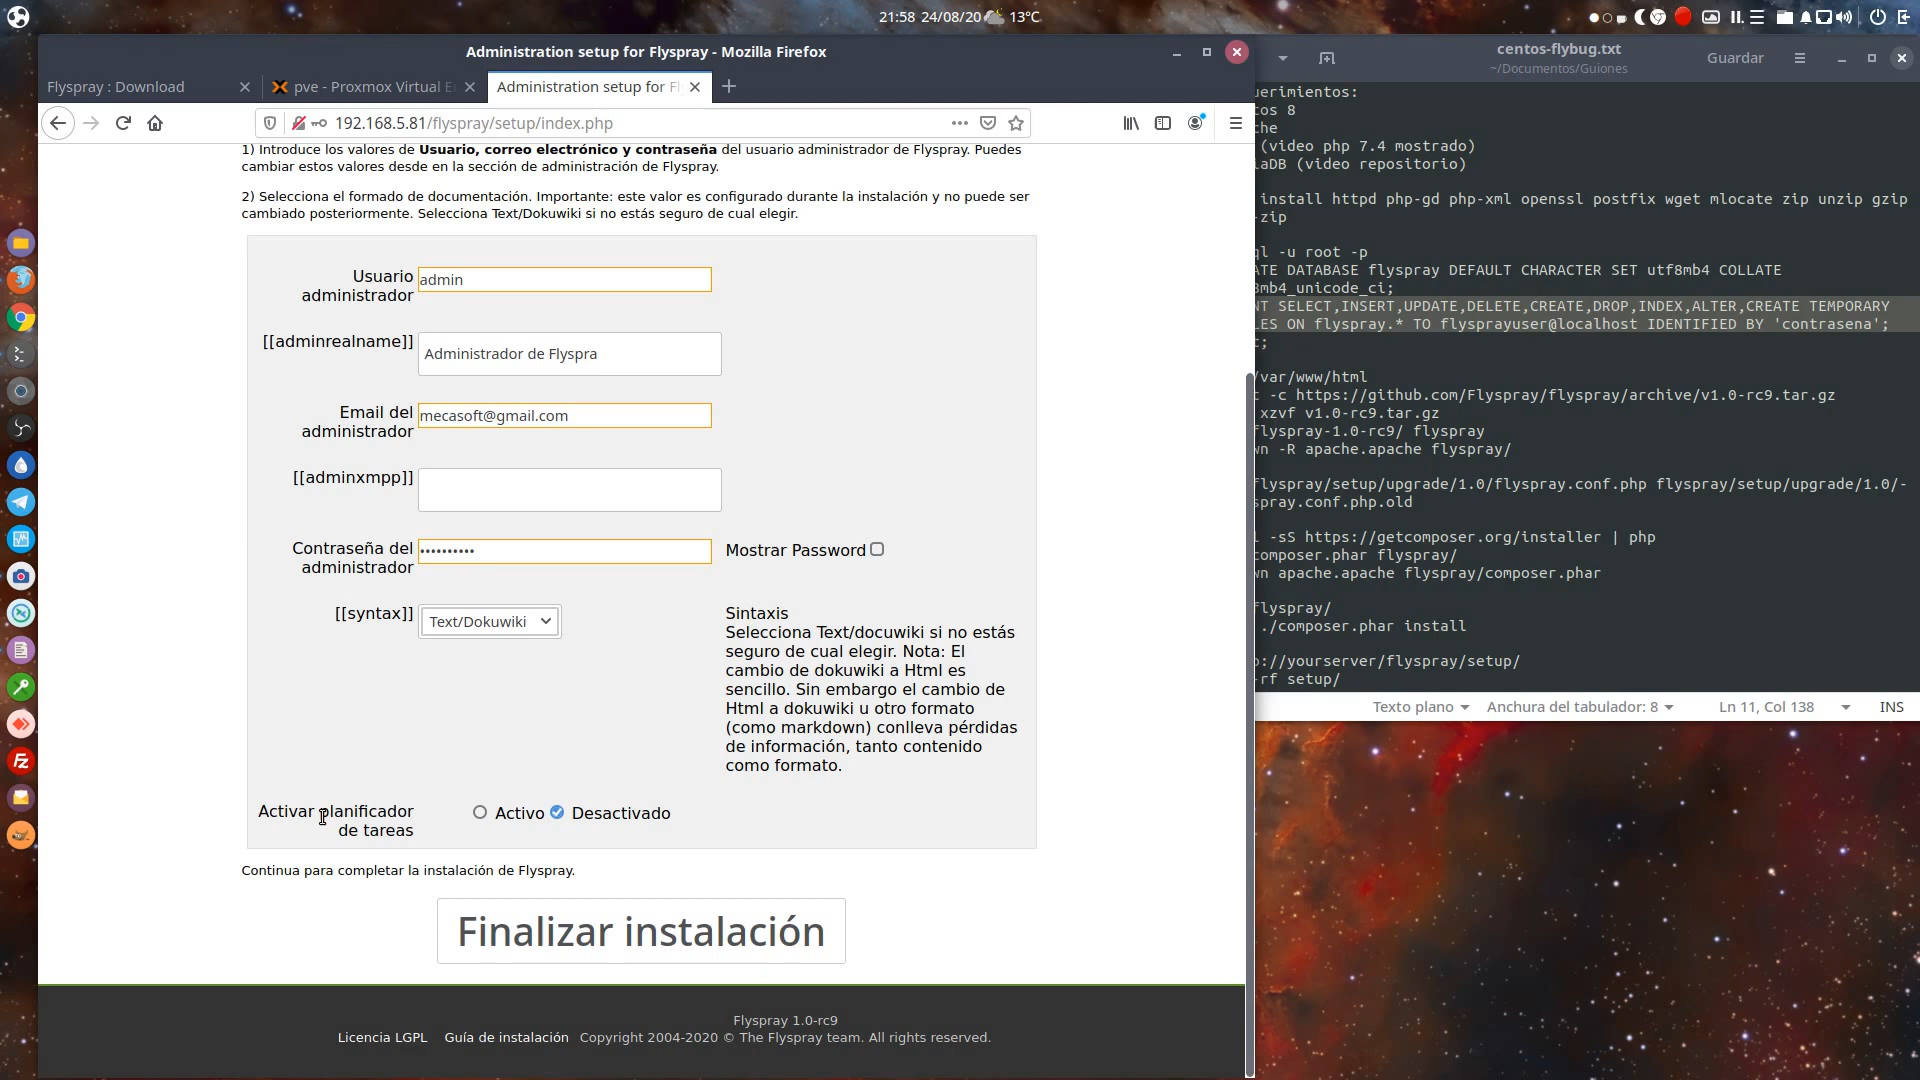 21:58 24/08/20 13°C
Administration setup for Flyspray - Mozilla Firefox
Flyspray : Download
pve - Proxmox Virtual E
Administration setup for Fl
192.168.5.81/flyspray/setup/index.php
1) Introduce los valores de Usuario, correo electrónico y contraseña del usuario administrador de Flyspray. Puedes
cambiar estos valores desde en la sección de administración de Flyspray.
2) Selecciona el formado de documentación. Importante: este valor es configurado durante la instalación y no puede ser
cambiado posteriormente. Selecciona Text/Dokuwiki si no estás seguro de cual elegir.
Usuario
administrador
admin
[[adminrealname]]
Administrador de Flyspra
Email del
administrador
mecasoft@gmail.com
[[adminxmpp]]
Contraseña del
administrador
••••••••••
Mostrar Password
[[syntax]]
Text/Dokuwiki
Sintaxis
Selecciona Text/docuwiki si no estás
seguro de cual elegir. Nota: El
cambio de dokuwiki a Html es
sencillo. Sin embargo el cambio de
Html a dokuwiki u otro formato
(como markdown) conlleva pérdidas
de información, tanto contenido
como formato.
Activar planificador
de tareas
Activo
Desactivado
Continua para completar la instalación de Flyspray.
Finalizar instalación
Flyspray 1.0-rc9
Licencia LGPL Guía de instalación Copyright 2004-2020 © The Flyspray team. All rights reserved.
centos-flybug.txt
~/Documentos/Guiones
Guardar
uerimientos:
tos 8
che
(video php 7.4 mostrado)
iaDB (video repositorio)
install httpd php-gd php-xml openssl postfix wget mlocate zip unzip gzip
-zip
ql -u root -p
ATE DATABASE flyspray DEFAULT CHARACTER SET utf8mb4 COLLATE
8mb4_unicode_ci;
NT SELECT,INSERT,UPDATE,DELETE,CREATE,DROP,INDEX,ALTER,CREATE TEMPORARY
LES ON flyspray.* TO flysprayuser@localhost IDENTIFIED BY 'contrasena';
t;
/var/www/html
t -c https://github.com/Flyspray/flyspray/archive/v1.0-rc9.tar.gz
xzvf v1.0-rc9.tar.gz
flyspray-1.0-rc9/ flyspray
wn -R apache.apache flyspray/
flyspray/setup/upgrade/1.0/flyspray.conf.php flyspray/setup/upgrade/1.0/-
spray.conf.php.old
l -sS https://getcomposer.org/installer | php
composer.phar flyspray/
wn apache.apache flyspray/composer.phar
flyspray/
./composer.phar install
p://yourserver/flyspray/setup/
-rf setup/
Texto plano Anchura del tabulador: 8 Ln 11, Col 138 INS